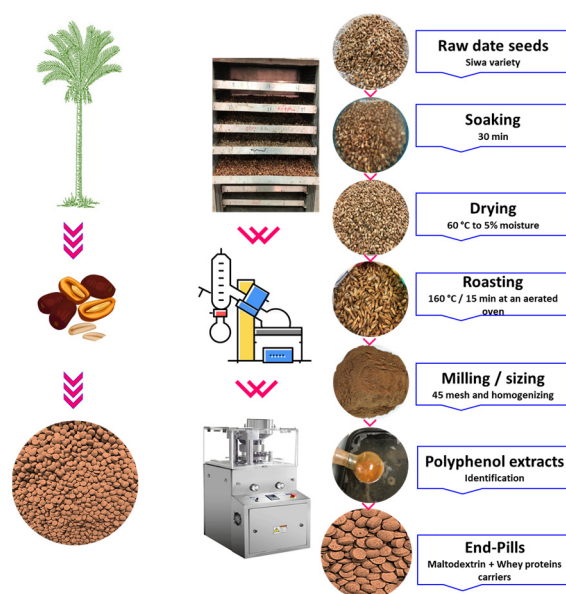 Raw date seeds
Siwa variety
Soaking
30 min
Drying
60 °C to 5% moisture
Roasting
160 °C / 15 min at an aerated
oven
Milling / sizing
45 mesh and homogenizing
Polyphenol extracts
Identification
End-Pills
Maltodextrin + Whey proteins
carriers